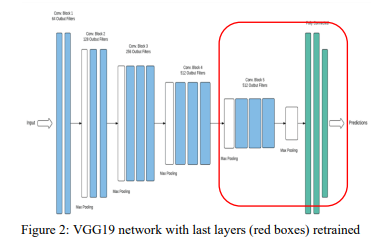 Conv. Block 1
64 Output Filters
Conv. Block 2
128 Output Filters
Conv. Block 3
256 Output Filters
Conv. Block 4
512 Output Filters
Conv. Block 5
512 Output Filters
Fully Connected
Input
Predictions
Max Pooling
Max Pooling
Max Pooling
Max Pooling
Max Pooling
Figure 2: VGG19 network with last layers (red boxes) retrained